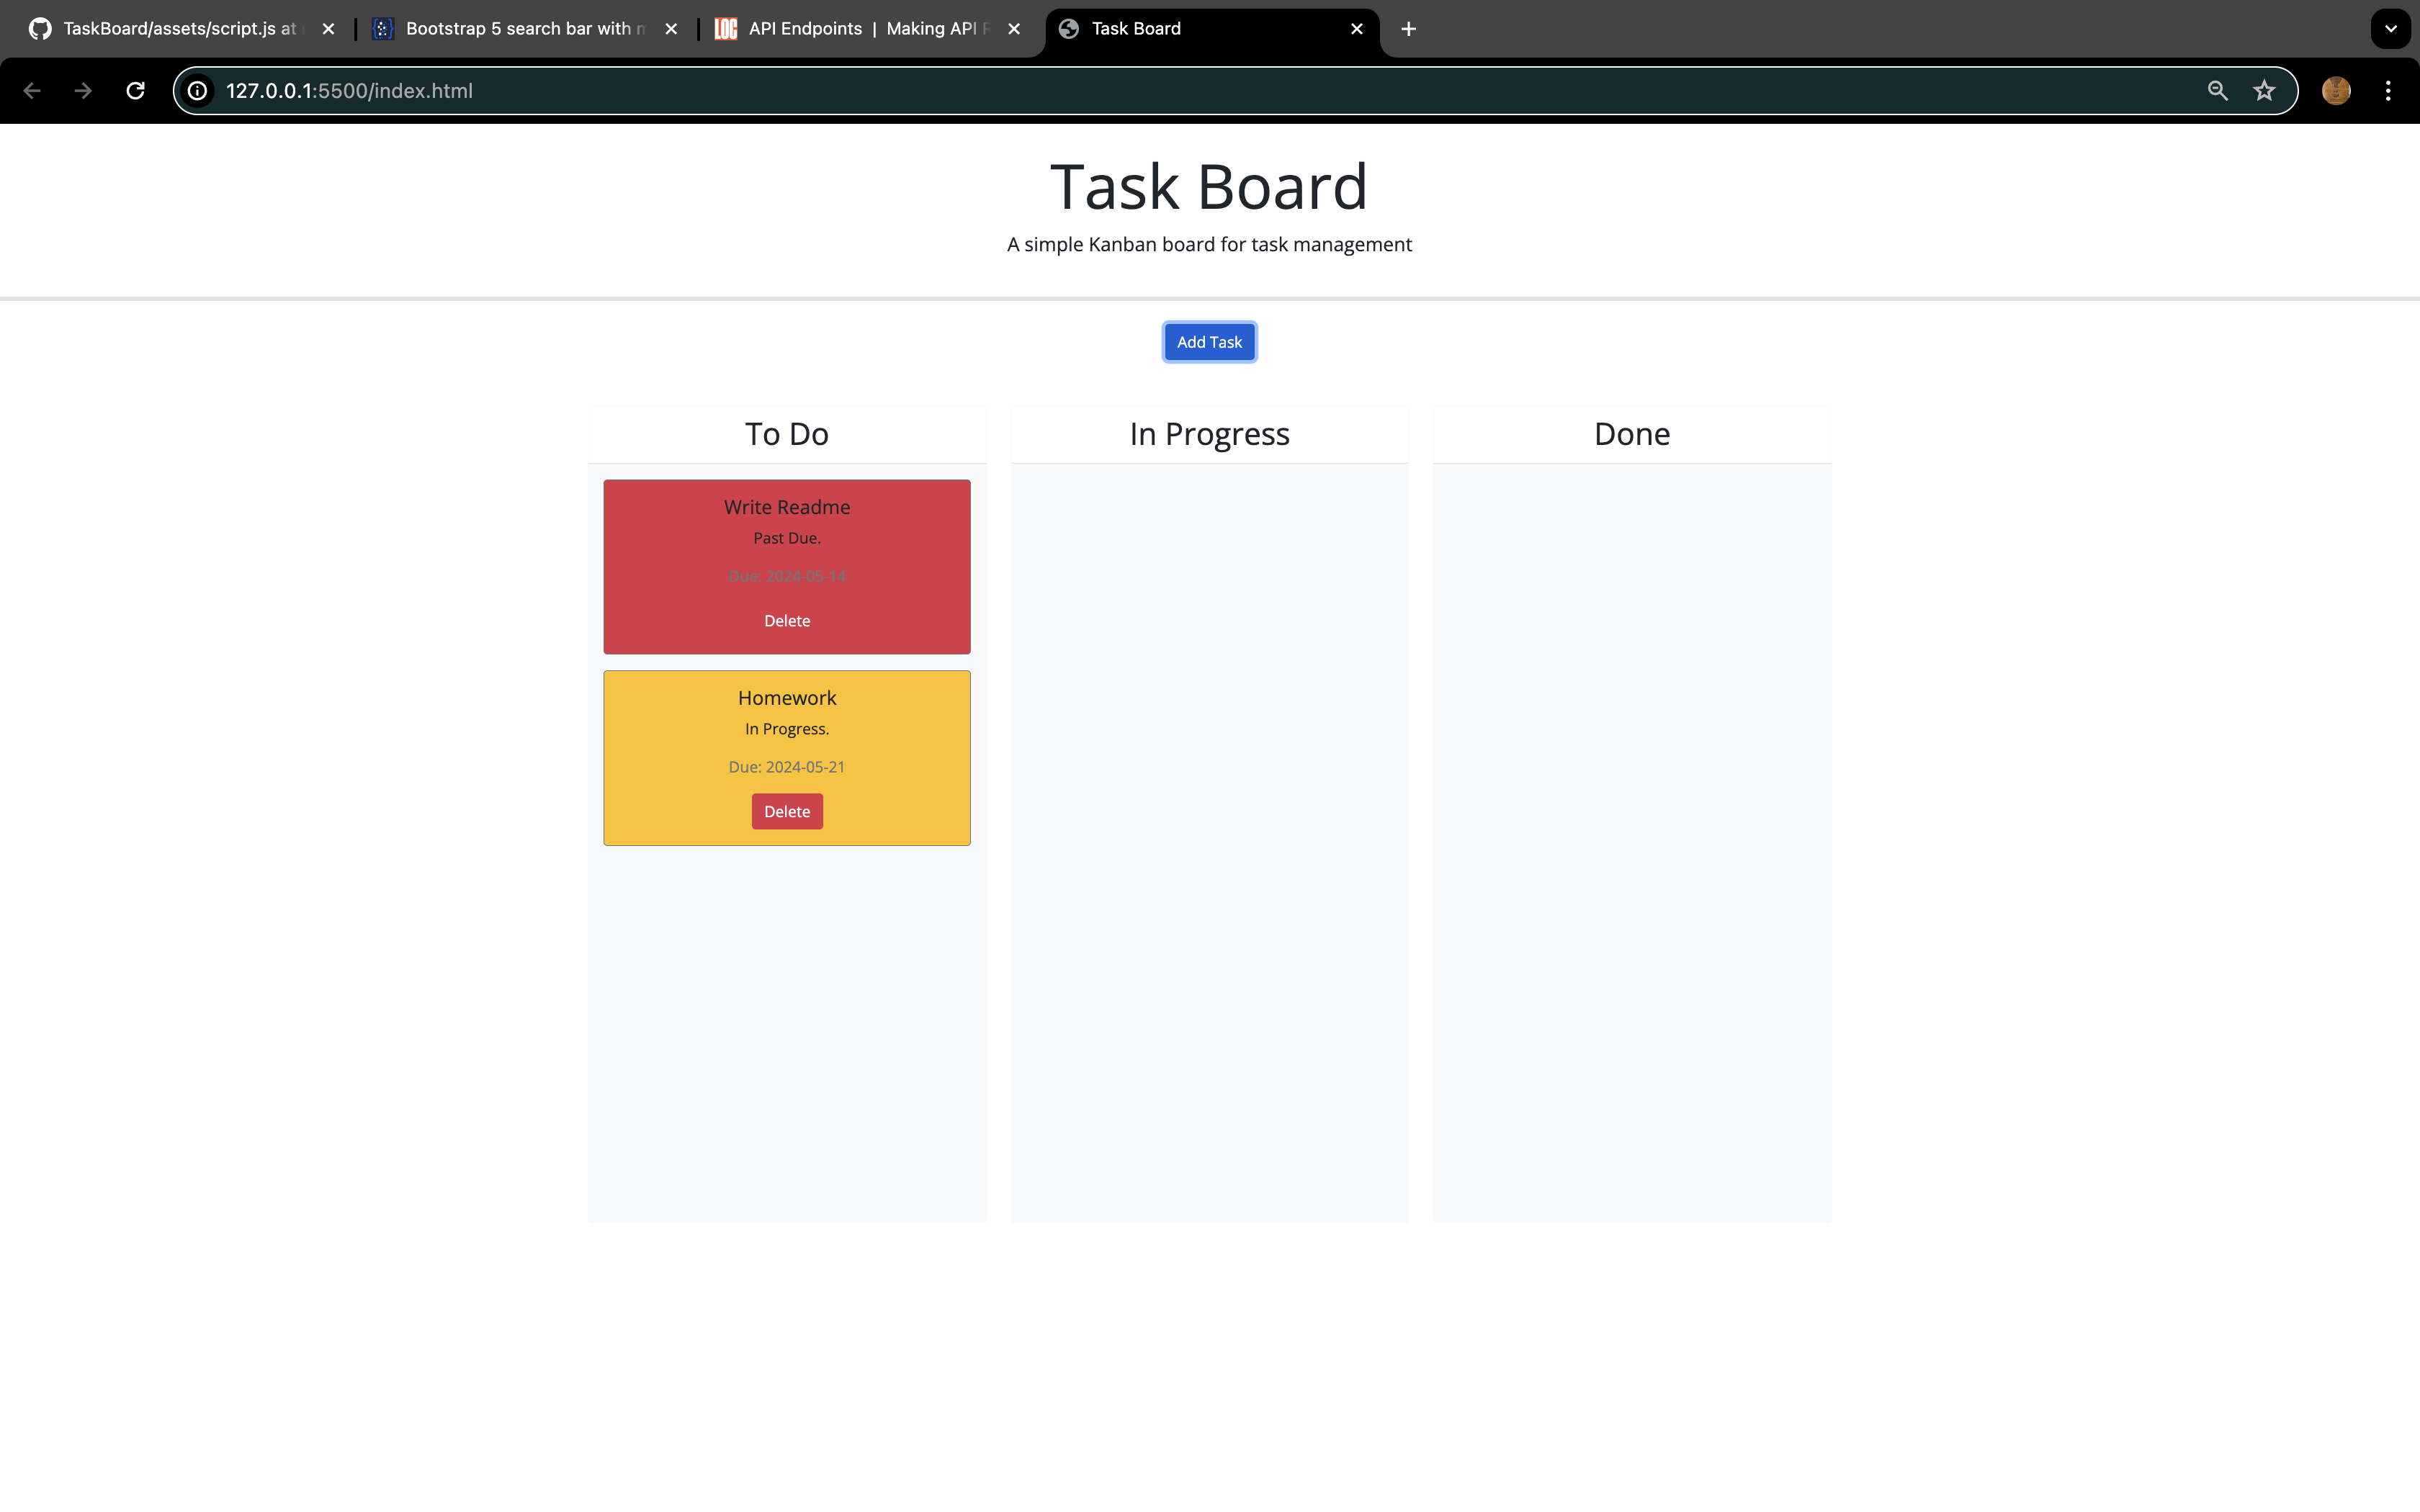 TaskBoard/assets/script.js at
Bootstrap 5 search bar with
API Endpoints | Making API
Task Board
127.0.0.1:5500/index.html
Task Board
A simple Kanban board for task management
Add Task
To Do
In Progress
Done
Write Readme
Past Due.
Due: 2024-05-14
Delete
Homework
In Progress.
Due: 2024-05-21
Delete